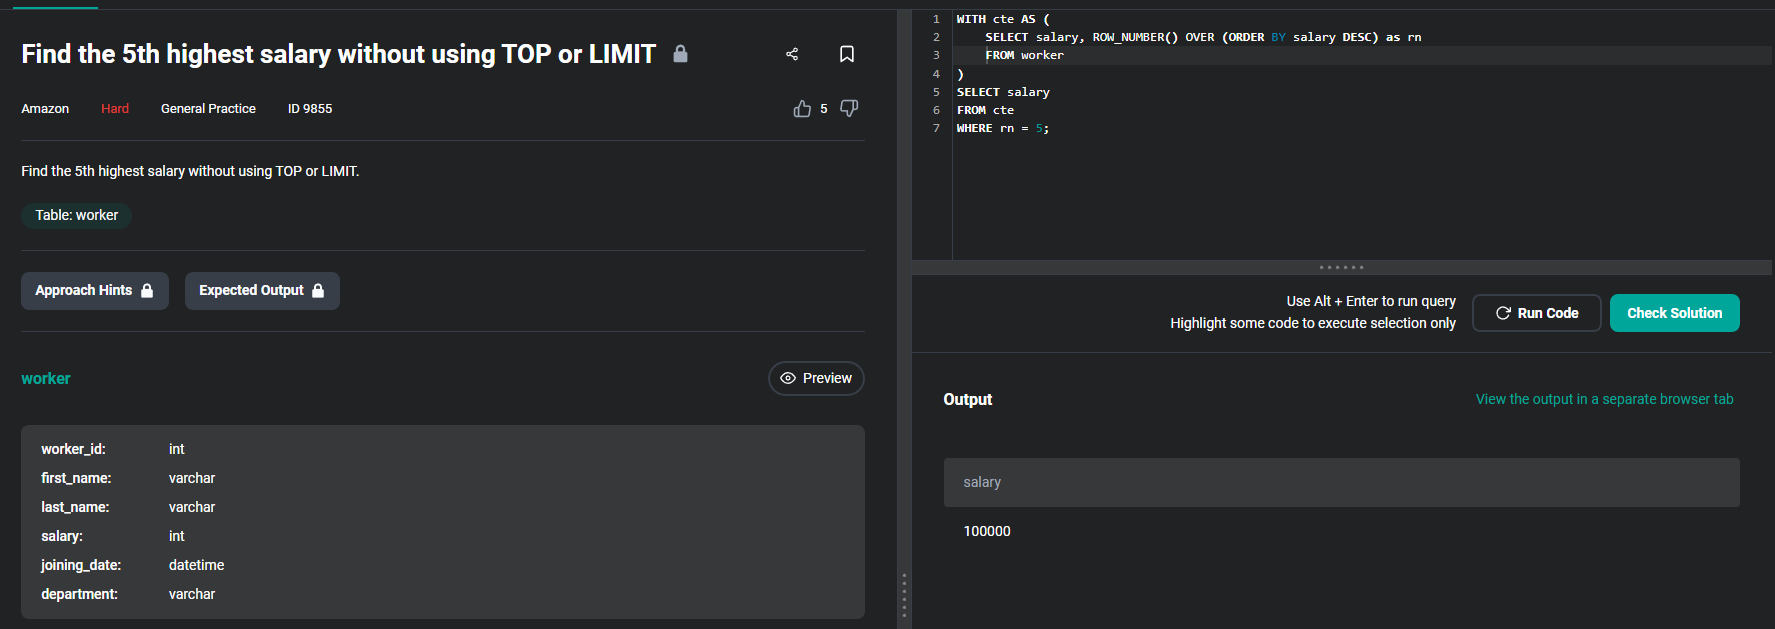 Find the 5th highest salary without using TOP or LIMIT
Amazon Hard General Practice ID 9855
5
Find the 5th highest salary without using TOP or LIMIT.
Table: worker
Approach Hints Expected Output
worker
Preview
worker_id: int
first_name: varchar
last_name: varchar
salary: int
joining_date: datetime
department: varchar
1 WITH cte AS (
2 SELECT salary, ROW_NUMBER() OVER (ORDER BY salary DESC) as rn
3 FROM worker
4 )
5 SELECT salary
6 FROM cte
7 WHERE rn = 5;
Use Alt + Enter to run query
Highlight some code to execute selection only
Run Code
Check Solution
Output
View the output in a separate browser tab
salary
100000